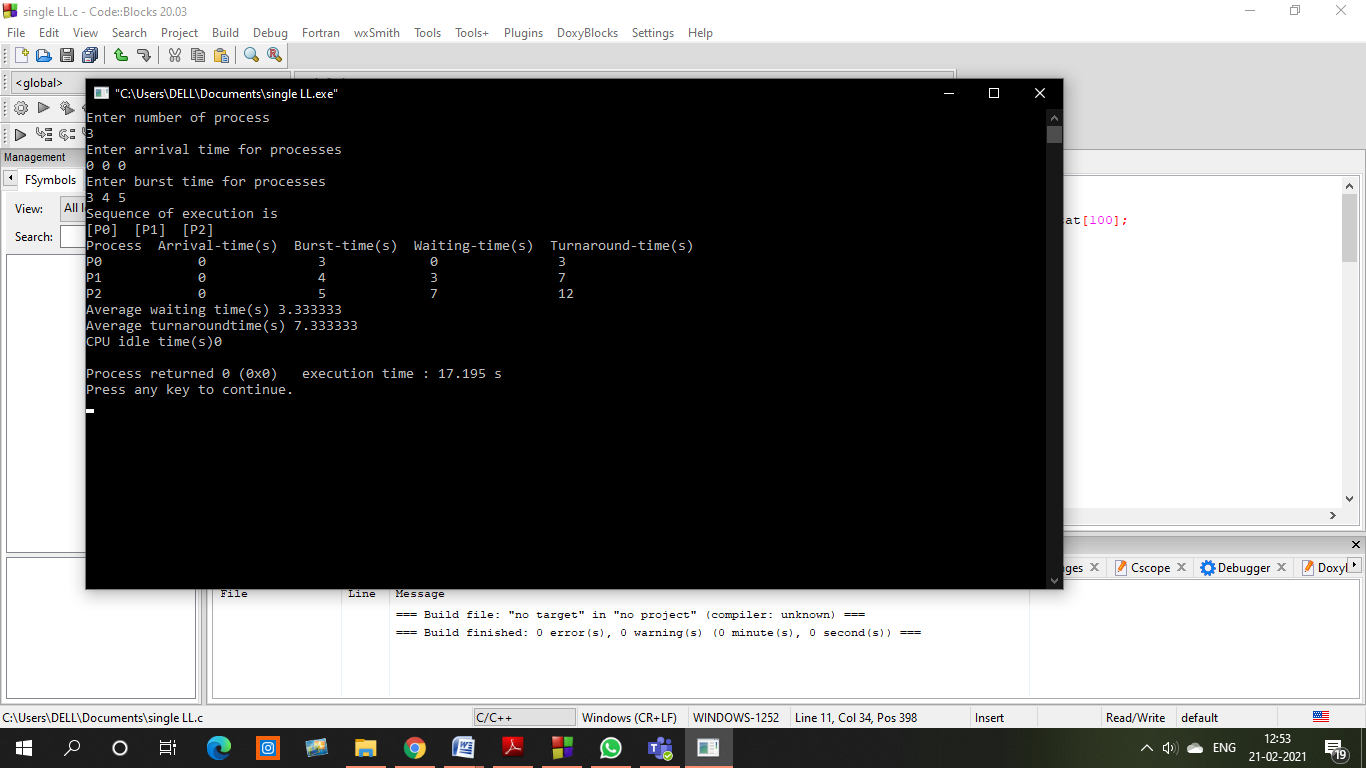 single LL.c - Code::Blocks 20.03
File Edit View Search Project Build Debug Fortran wxSmith Tools Tools+ Plugins DoxyBlocks Settings Help
<global>
"C:\Users\DELL\Documents\single LL.exe"
Enter number of process
3
Enter arrival time for processes
0 0 0
Enter burst time for processes
3 4 5
Sequence of execution is
[P0] [P1] [P2]
Process Arrival-time(s) Burst-time(s) Waiting-time(s) Turnaround-time(s)
P0 0 3 0 3
P1 0 4 3 7
P2 0 5 7 12
Average waiting time(s) 3.333333
Average turnaroundtime(s) 7.333333
CPU idle time(s)0
Process returned 0 (0x0) execution time : 17.195 s
Press any key to continue.
Management
FSymbols
View: All
Search:
at[100];
ges Cscope Debugger Doxy
File Line Message
=== Build file: "no target" in "no project" (compiler: unknown) ===
=== Build finished: 0 error(s), 0 warning(s) (0 minute(s), 0 second(s)) ===
C:\Users\DELL\Documents\single LL.c C/C++ Windows (CR+LF) WINDOWS-1252 Line 11, Col 34, Pos 398 Insert Read/Write default
ENG 12:53
21-02-2021
19